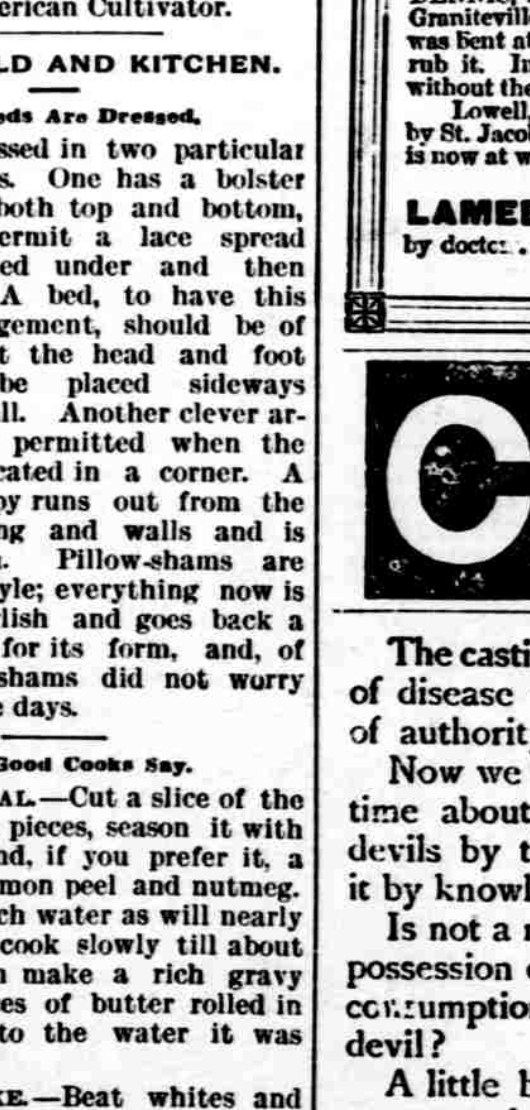 erican Cultivator.
LD AND KITCHEN.
ds Are Dressed.
ssed in two particular
s. One has a bolster
both top and bottom,
ermit a lace spread
ed under and then
A bed, to have this
gement, should be of
t the head and foot
be placed sideways
ll. Another clever ar-
permitted when the
cated in a corner. A
py runs out from the
ng and walls and is
. Pillow-shams are
yle; everything now is
lish and goes back a
for its form, and, of
shams did not worry
e days.
Good Cooks Say.
AL.—Cut a slice of the
pieces, season it with
nd, if you prefer it, a
mon peel and nutmeg.
ch water as will nearly
cook slowly till about
n make a rich gravy
es of butter rolled in
to the water it was
KE.—Beat whites and
Graniteville
was bent at
rub it. In
without the
Lowell,
by St. Jacob
is now at w
LAME
by doctor.
C
The casti
of disease
of authorit
Now we
time about
devils by t
it by knowl
Is not a
possession
consumption
devil?
A little b